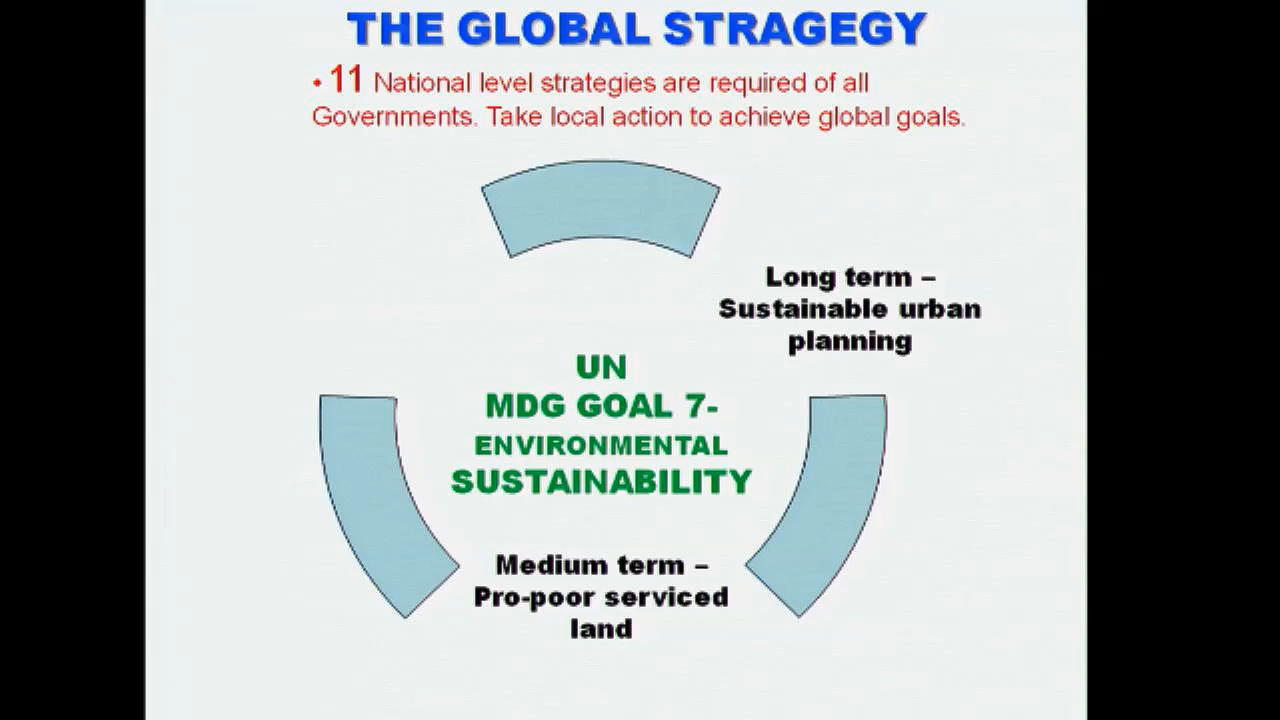 THE GLOBAL STRAGEGY
• 11 National level strategies are required of all
Governments. Take local action to achieve global goals.
Long term –
Sustainable urban
planning
UN
MDG GOAL 7-
ENVIRONMENTAL
SUSTAINABILITY
Medium term –
Pro-poor serviced
land